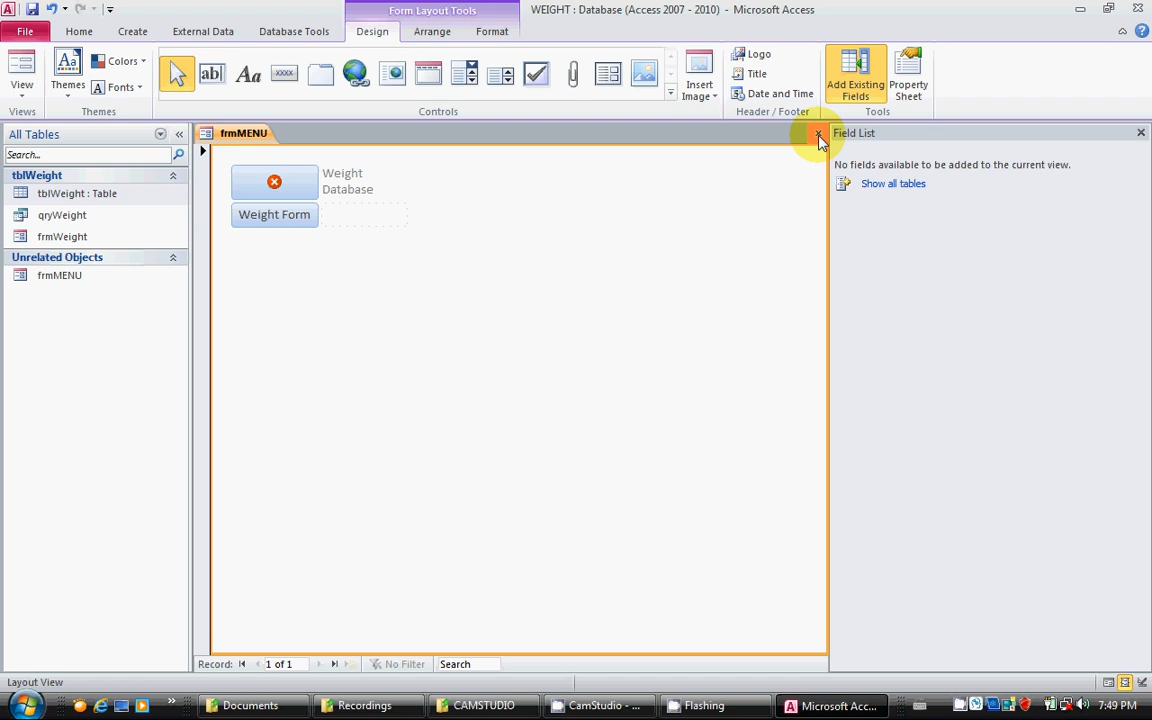 Form Layout Tools
WEIGHT : Database (Access 2007 - 2010) - Microsoft Access
File
Home
Create
External Data
Database Tools
Design
Arrange
Format
View
Themes
Colors
Fonts
ab|
Aa
XXXX
Insert
Image
Logo
Title
Date and Time
Add Existing
Fields
Property
Sheet
Views
Themes
Controls
Header / Footer
Tools
All Tables
Search...
tblWeight
tblWeight : Table
qryWeight
frmWeight
Unrelated Objects
frmMENU
frmMENU
Weight
Database
Weight Form
Field List
No fields available to be added to the current view.
Show all tables
Record:
1 of 1
No Filter
Search
Layout View
Documents
Recordings
CAMSTUDIO
CamStudio - ...
Flashing
Microsoft Acc...
7:49 PM